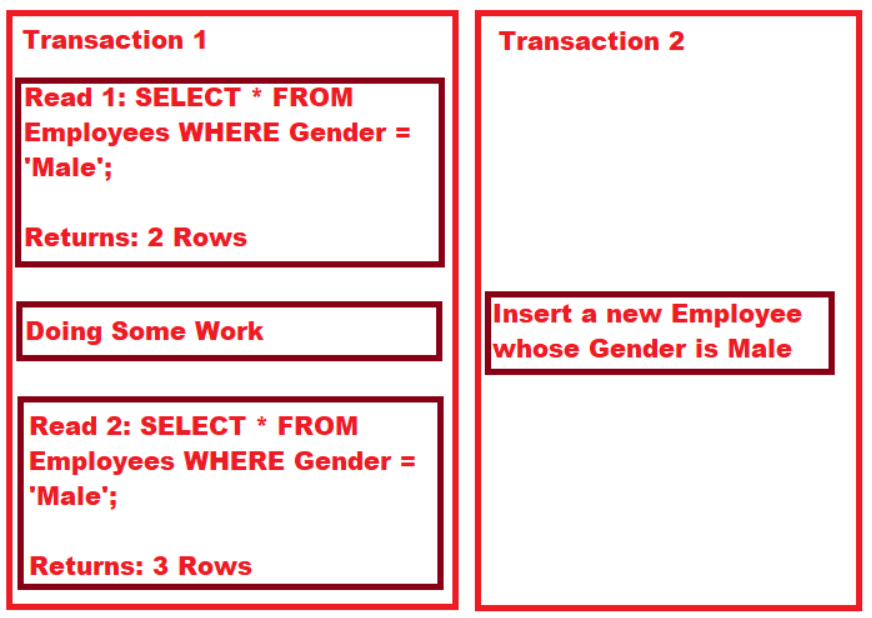 Transaction 1
Read 1: SELECT * FROM
Employees WHERE Gender =
'Male';
Returns: 2 Rows
Doing Some Work
Read 2: SELECT * FROM
Employees WHERE Gender =
'Male';
Returns: 3 Rows
Transaction 2
Insert a new Employee
whose Gender is Male